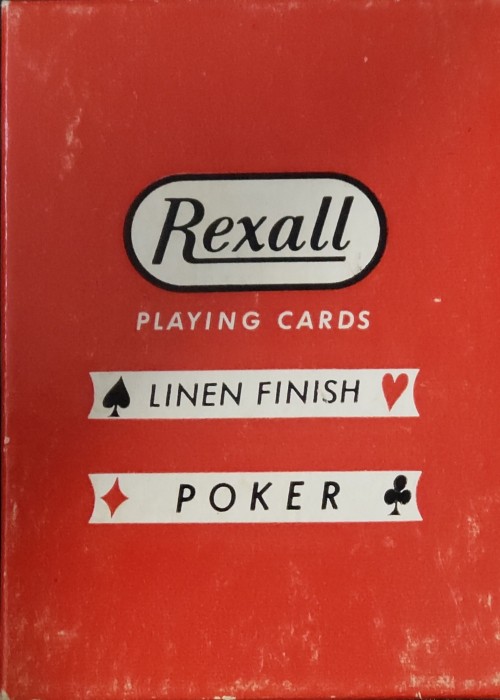 Rexall
PLAYING CARDS
LINEN FINISH
POKER